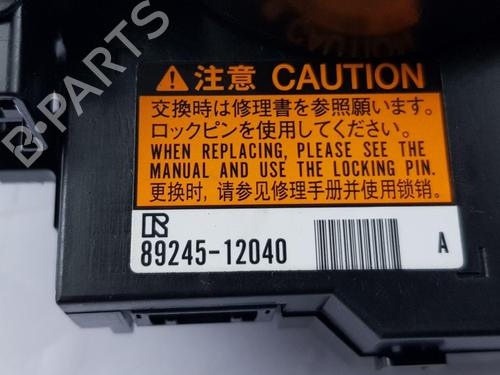 注意 CAUTION
交換時は修理書を参照願います。
ロックピンを使用してください。
WHEN REPLACING, PLEASE SEE THE
MANUAL AND USE THE LOCKING PIN.
更换时, 请参见修理手册并使用锁销。
89245-12040
A
B-PARTS